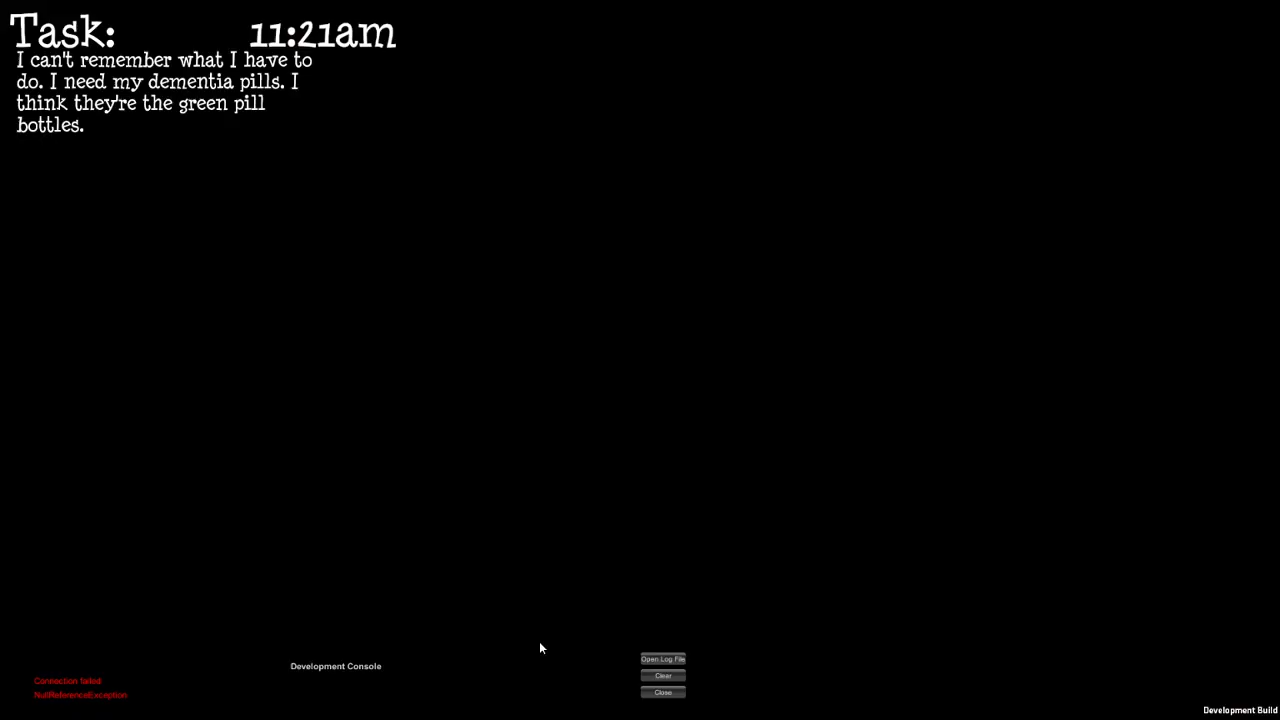 Task: 11:21am
I can't remember what I have to
do. I need my dementia pills. I
think they're the green pill
bottles.
Development Console
Open Log File
Connection failed
Clear
NullReferenceException
Close
Development Build